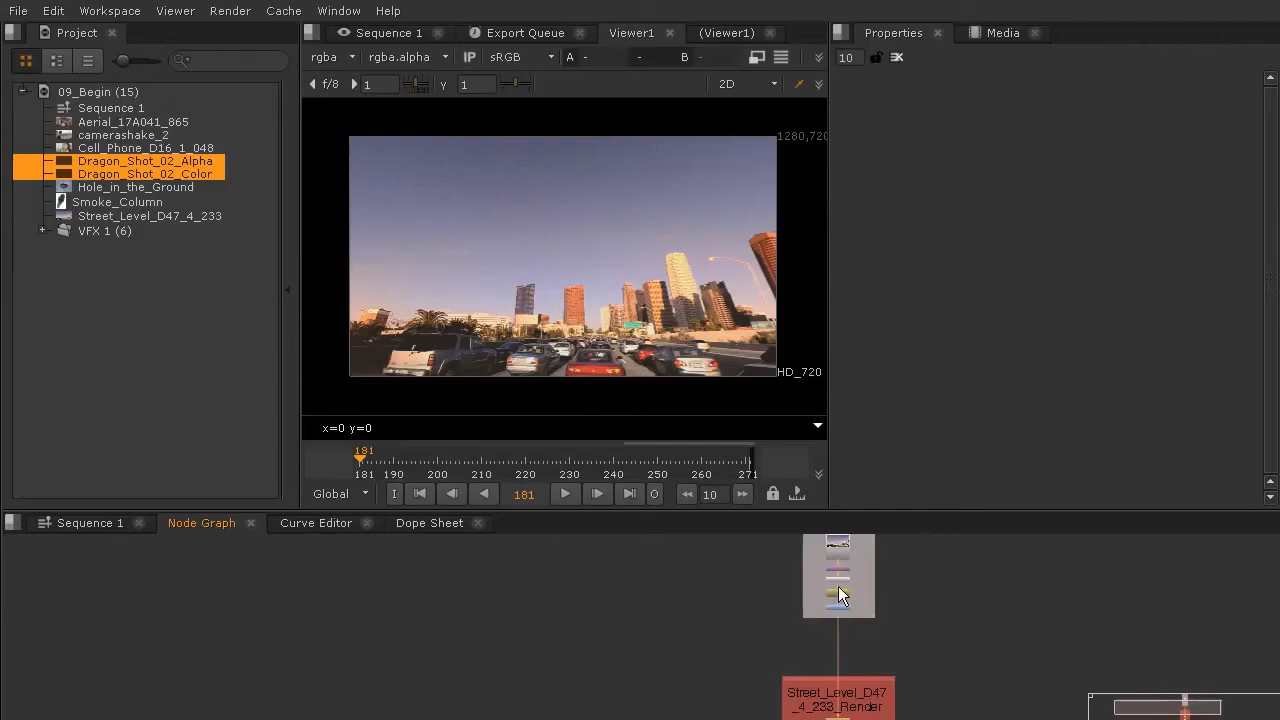 File Edit Workspace Viewer Render Cache Window Help
Project
Sequence 1 Export Queue Viewer1 (Viewer1)
Properties Media
rgba rgba.alpha IP sRGB A - - B -
10
f/8 1 y 1 2D
09_Begin (15)
Sequence 1
Aerial_17A041_865
camerashake_2
Cell_Phone_D16_1_048
Dragon_Shot_02_Alpha
Dragon_Shot_02_Color
Hole_in_the_Ground
Smoke_Column
Street_Level_D47_4_233
VFX 1 (6)
1280,720
HD_720
x=0 y=0
181
181 190 200 210 220 230 240 250 260 271
Global I 181 O 10
Sequence 1 Node Graph Curve Editor Dope Sheet
Street_Level_D47
_4_233_Render